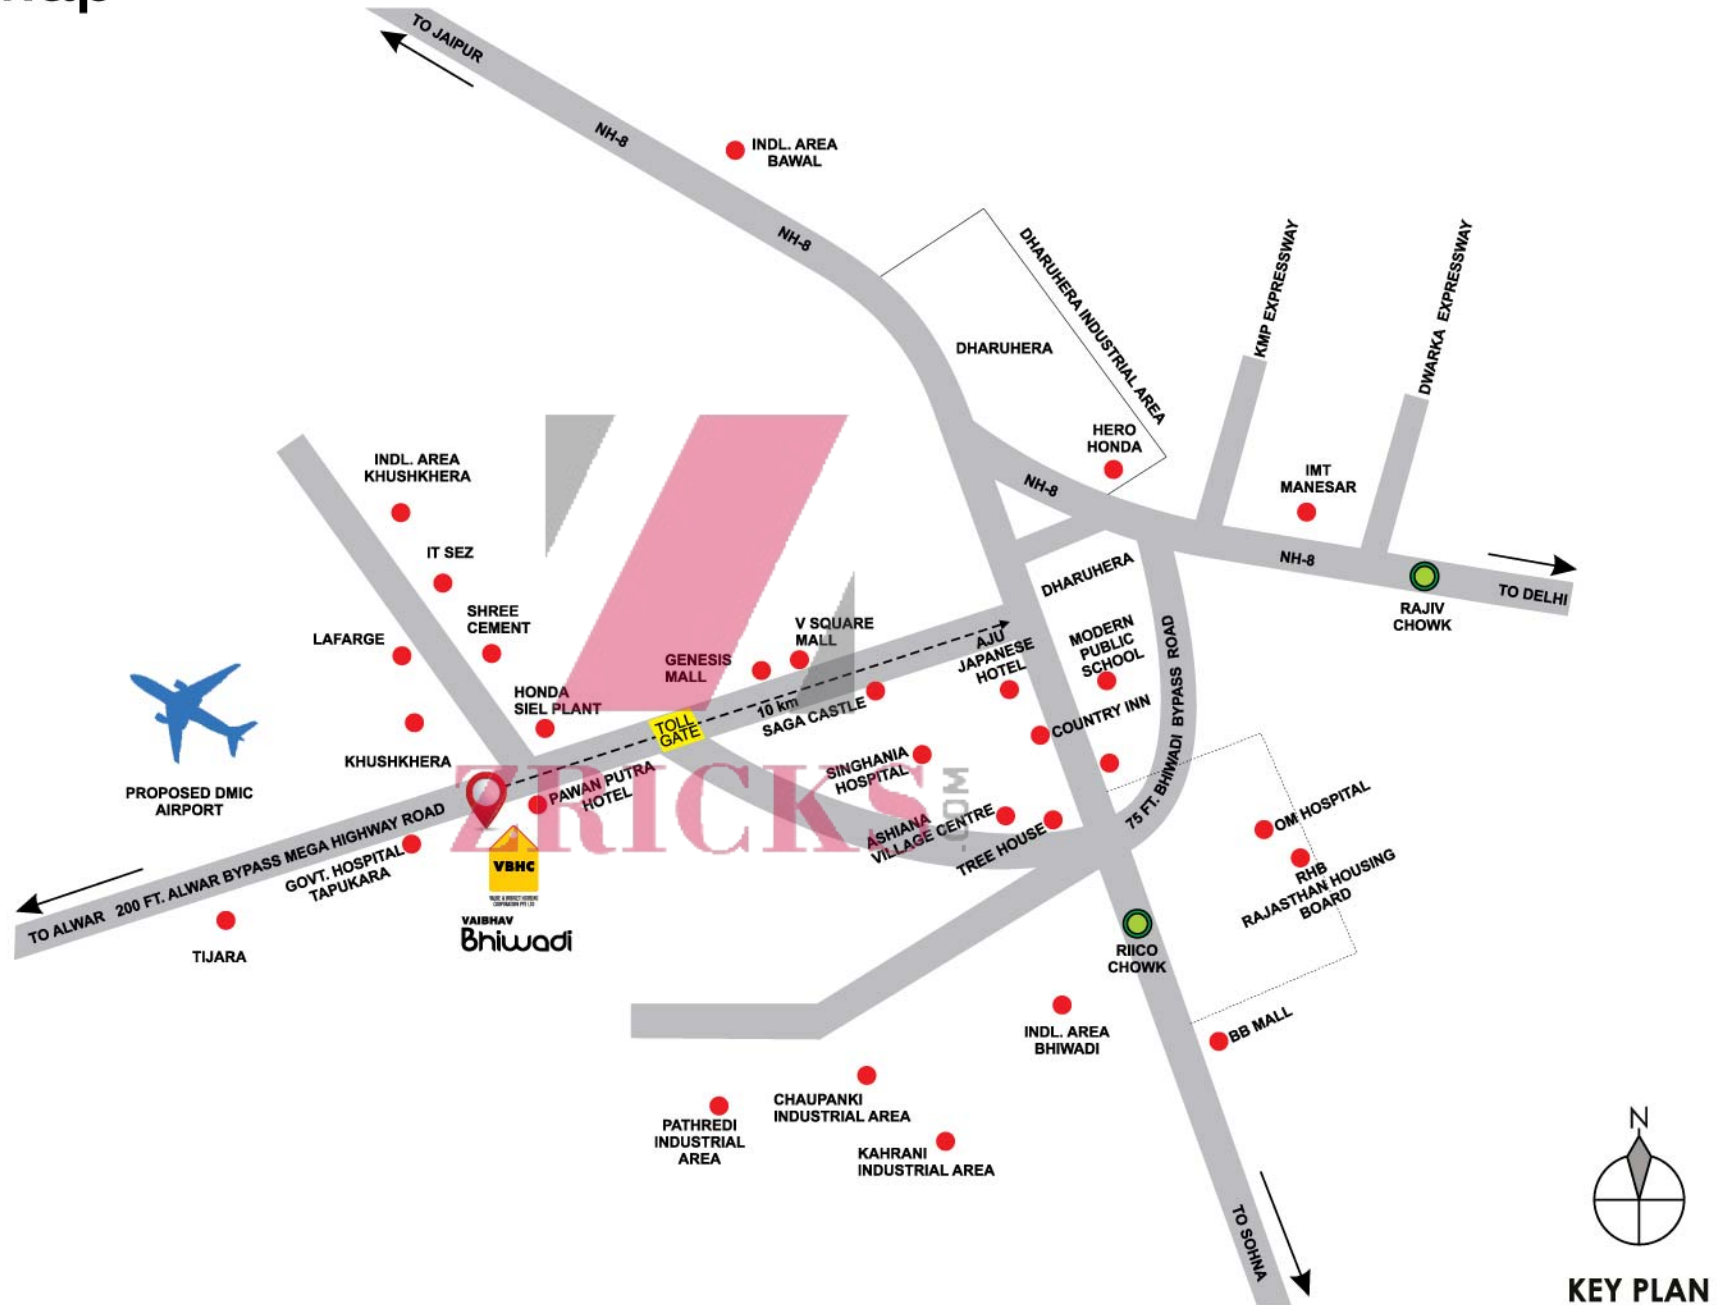 TO JAIPUR
NH-8
INDL. AREA
BAWAL
NH-8
DHARUHERA INDUSTRIAL AREA
DHARUHERA
KMP EXPRESSWAY
DWARKA EXPRESSWAY
HERO
HONDA
NH-8
IMT
MANESAR
NH-8
TO DELHI
RAJIV
CHOWK
INDL. AREA
KHUSHKHERA
IT SEZ
SHREE
CEMENT
LAFARGE
HONDA
SIEL PLANT
KHUSHKHERA
PROPOSED DMIC
AIRPORT
GENESIS
MALL
V SQUARE
MALL
TOLL
GATE
10 km
SAGA CASTLE
AJU
JAPANESE
HOTEL
DHARUHERA
MODERN
PUBLIC
SCHOOL
COUNTRY INN
75 FT. BHIWADI BYPASS ROAD
SINGHANIA
HOSPITAL
PAWAN PUTRA
HOTEL
ZRICKS
.COM
ASHIANA
VILLAGE CENTRE
TREE HOUSE
OM HOSPITAL
RHB
RAJASTHAN HOUSING
BOARD
TO ALWAR 200 FT. ALWAR BYPASS MEGA HIGHWAY ROAD
GOVT. HOSPITAL
TAPUKARA
TIJARA
VBHC
VAIBHAV
Bhiwadi
RIICO
CHOWK
INDL. AREA
BHIWADI
BB MALL
CHAUPANKI
INDUSTRIAL AREA
PATHREDI
INDUSTRIAL
AREA
KAHRANI
INDUSTRIAL AREA
TO SOHNA
N
KEY PLAN